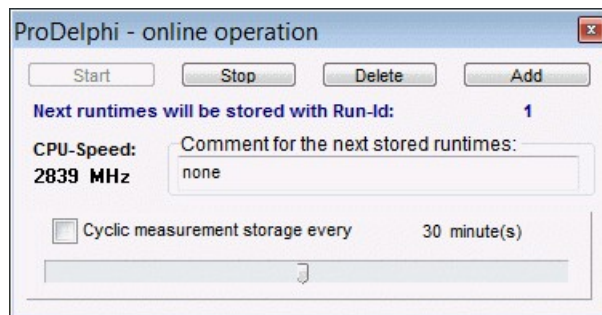 ProDelphi - online operation
Start Stop Delete Add
Next runtimes will be stored with Run-Id: 1
CPU-Speed:
2839 MHz
Comment for the next stored runtimes:
none
Cyclic measurement storage every 30 minute(s)